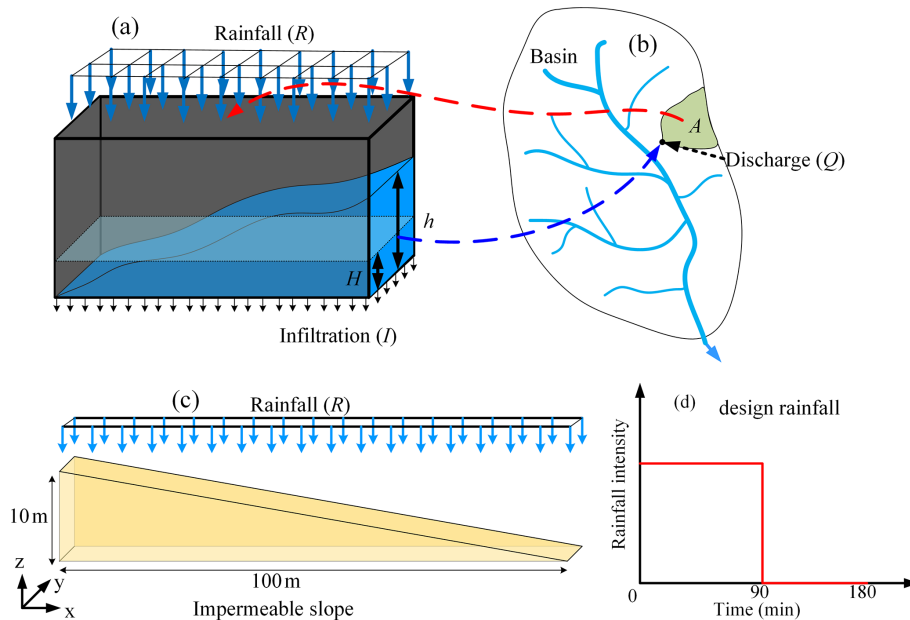 (a)
Rainfall (R)
h
H
Infiltration (I)
(b)
Basin
A
Discharge (Q)
(c)
Rainfall (R)
10 m
100 m
z
y
x
Impermeable slope
(d)
design rainfall
Rainfall intensity
0
90
180
Time (min)